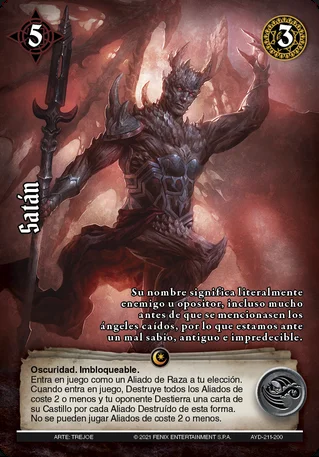 5
3
Satán
Su nombre significa literalmente
enemigo u opositor, incluso mucho
antes de que se mencionasen los
ángeles caídos, por lo que estamos ante
un mal sabio, antiguo e impredecible.
Oscuridad. Imbloqueable.
Entra en juego como un Aliado de Raza a tu elección.
Cuando entra en juego, Destruye todos los Aliados de
coste 2 o menos y tu oponente Destierra una carta de
su Castillo por cada Aliado Destruído de esta forma.
No se pueden jugar Aliados de coste 2 o menos.
ARTE: TREJOE
© 2021 FENIX ENTERTAINMENT S.P.A.
AYD-211-200